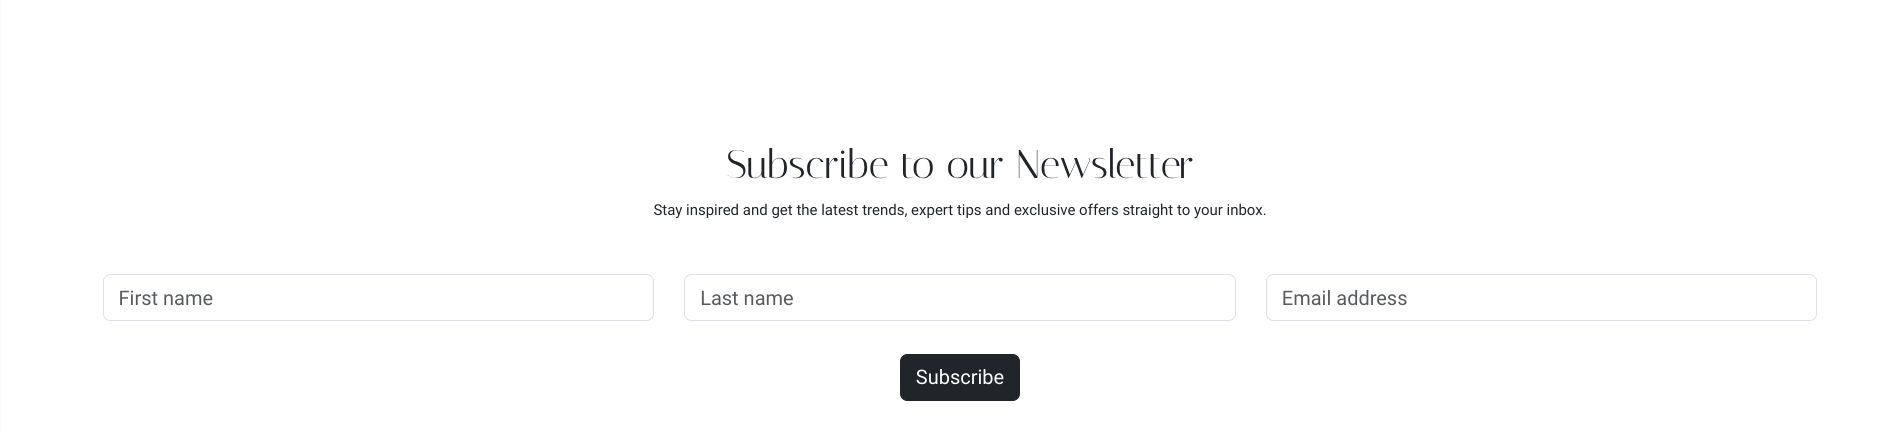 Subscribe to our Newsletter
Stay inspired and get the latest trends, expert tips and exclusive offers straight to your inbox.
First name
Last name
Email address
Subscribe